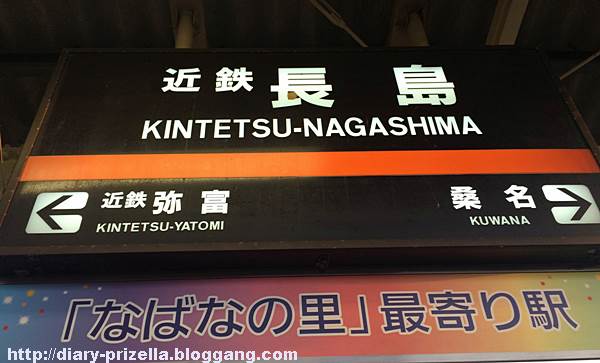 近鉄 長島
KINTETSU-NAGASHIMA
近鉄 弥富 桑名
KINTETSU-YATOMI KUWANA
「なばなの里」最寄り駅
http://diary-prizella.bloggang.com